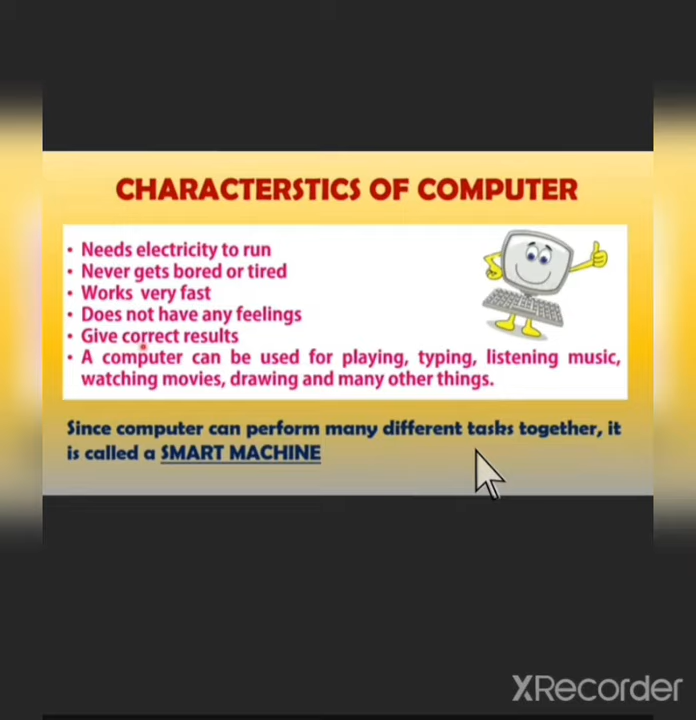 CHARACTERSTICS OF COMPUTER
• Needs electricity to run
• Never gets bored or tired
• Works very fast
• Does not have any feelings
• Give correct results
• A computer can be used for playing, typing, listening music,
watching movies, drawing and many other things.
Since computer can perform many different tasks together, it
is called a SMART MACHINE
XRecorder